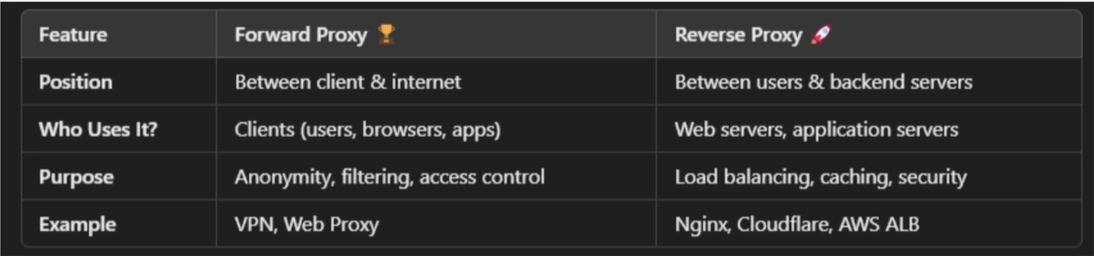 Feature Forward Proxy 🏆 Reverse Proxy 🚀
Position Between client & internet Between users & backend servers
Who Uses It? Clients (users, browsers, apps) Web servers, application servers
Purpose Anonymity, filtering, access control Load balancing, caching, security
Example VPN, Web Proxy Nginx, Cloudflare, AWS ALB